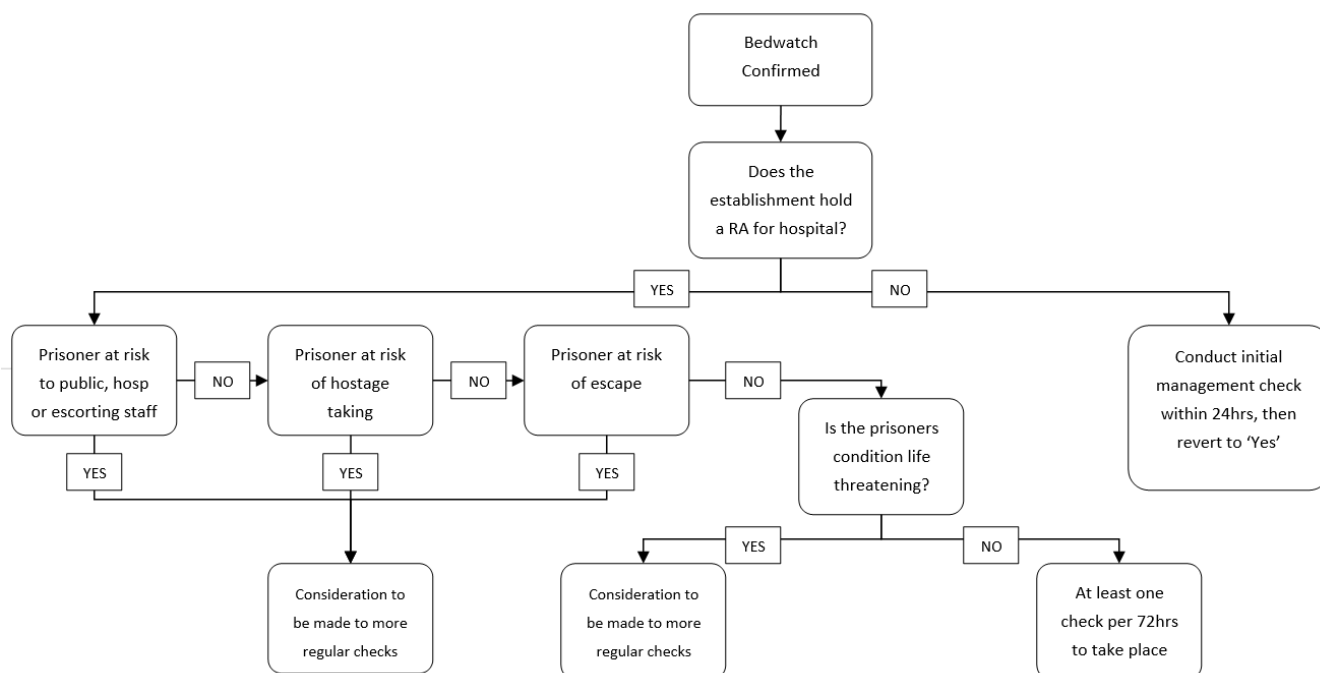 Bedwatch
Confirmed
Does the
establishment hold
a RA for hospital?
YES
NO
Prisoner at risk
to public, hosp
or escorting staff
NO
Prisoner at risk
of hostage
taking
NO
Prisoner at risk
of escape
NO
Conduct initial
management check
within 24hrs, then
revert to ‘Yes’
YES
YES
YES
Is the prisoners
condition life
threatening?
YES
NO
Consideration to
be made to more
regular checks
Consideration to
be made to more
regular checks
At least one
check per 72hrs
to take place